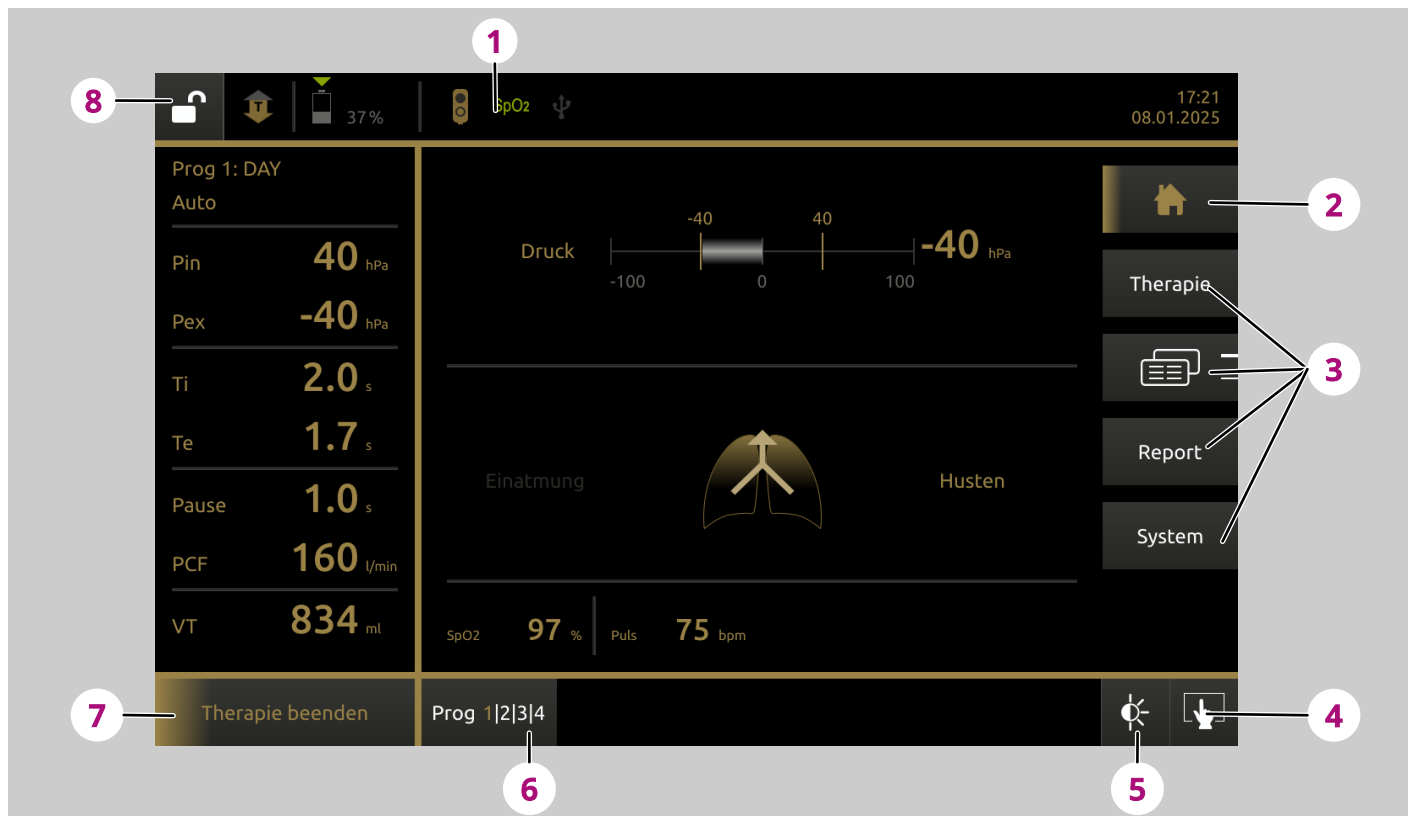 1
8
T
37%
SpO2
17:21
08.01.2025
Prog 1: DAY
Auto
Pin 40 hPa
Pex -40 hPa
Ti 2.0 s
Te 1.7 s
Pause 1.0 s
PCF 160 l/min
VT 834 ml
-40 40
Druck -40 hPa
-100 0 100
Einatmung Husten
SpO2 97 % Puls 75 bpm
2
Therapie
3
Report
System
7
Therapie beenden
Prog 1|2|3|4
4
6
5